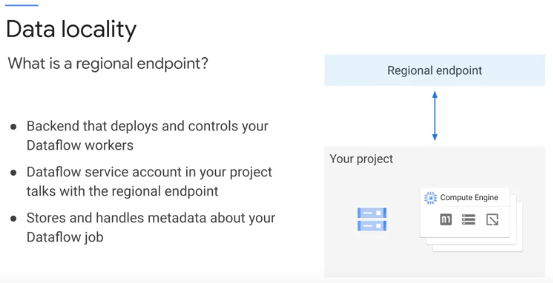 Data locality
What is a regional endpoint?
● Backend that deploys and controls your
Dataflow workers
● Dataflow service account in your project
talks with the regional endpoint
● Stores and handles metadata about your
Dataflow job
Regional endpoint
Your project
Compute Engine
n1